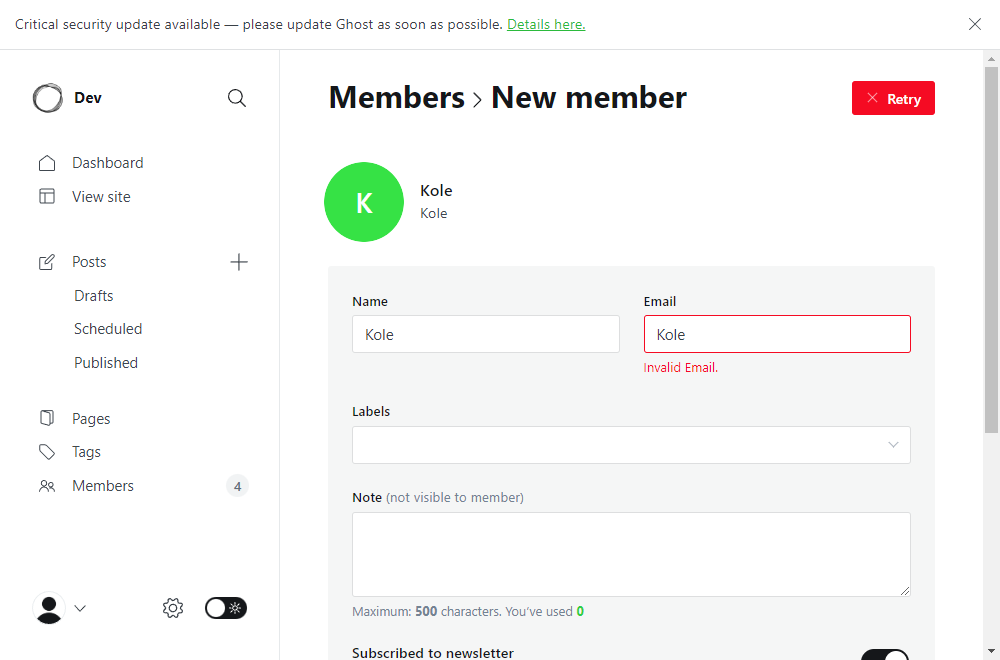 Critical security update available — please update Ghost as soon as possible. Details here.
Dev
Dashboard
View site
Posts
Drafts
Scheduled
Published
Pages
Tags
Members
4
Members > New member
Retry
K
Kole
Kole
Name
Email
Kole
Kole
Invalid Email.
Labels
Note (not visible to member)
Maximum: 500 characters. You've used 0
Subscribed to newsletter